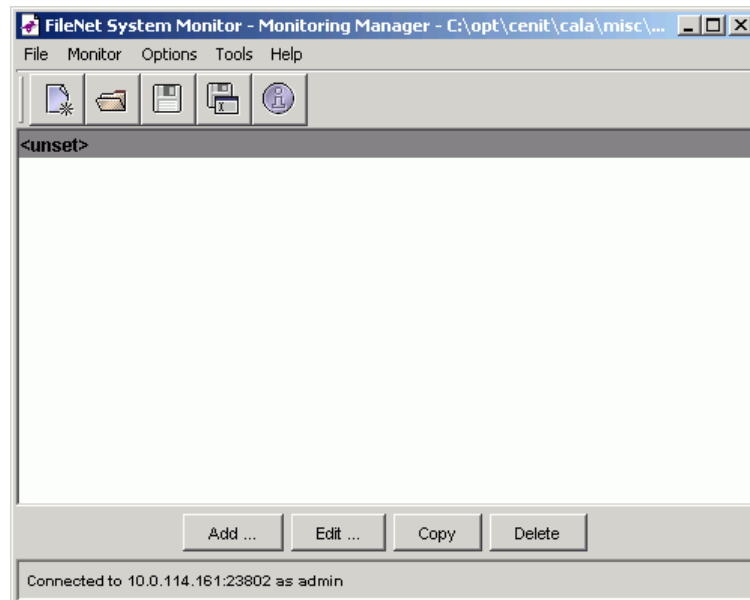 FileNet System Monitor - Monitoring Manager - C:\opt\cenit\cala\misc\...
File Monitor Options Tools Help
<unset>
Add ... Edit ... Copy Delete
Connected to 10.0.114.161:23802 as admin